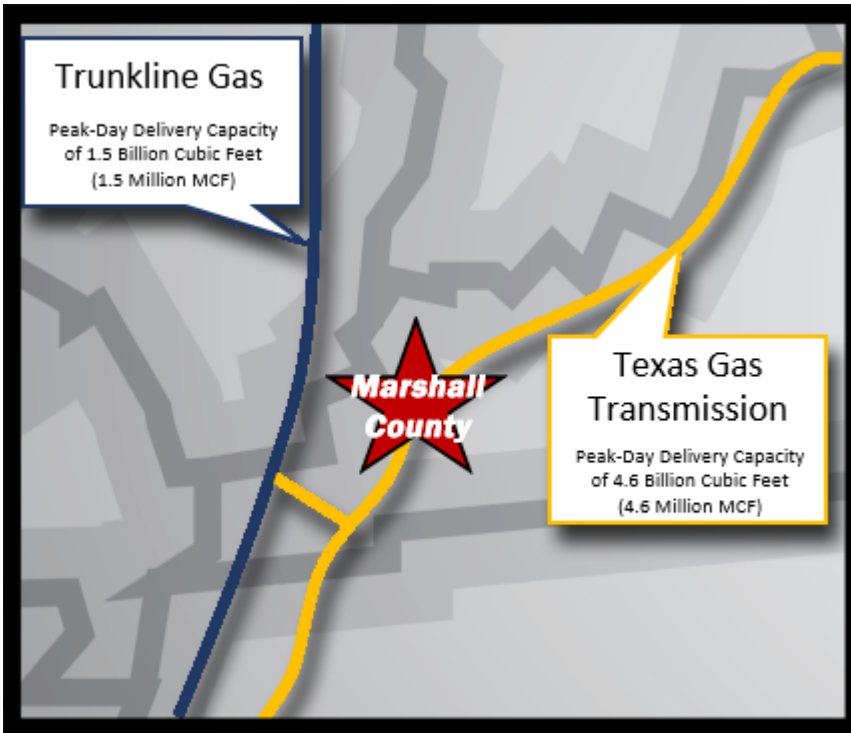 Trunkline Gas
Peak-Day Delivery Capacity
of 1.5 Billion Cubic Feet
(1.5 Million MCF)
Marshall
County
Texas Gas
Transmission
Peak-Day Delivery Capacity
of 4.6 Billion Cubic Feet
(4.6 Million MCF)